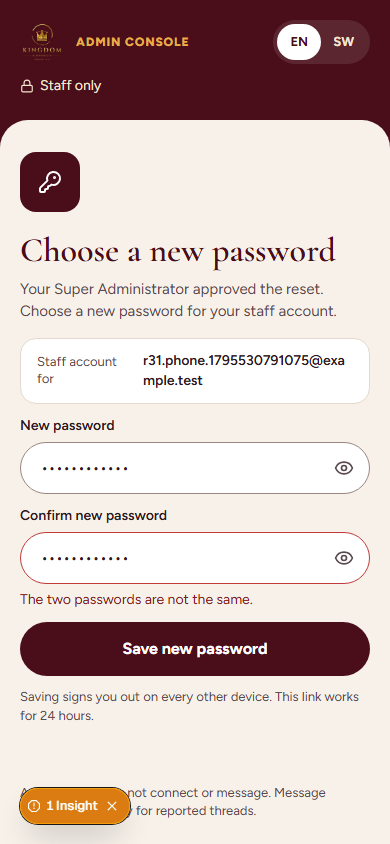 KINGDOM
ADMIN CONSOLE
EN
SW
Staff only
Choose a new password
Your Super Administrator approved the reset.
Choose a new password for your staff account.
Staff account
for
r31.phone.1795530791075@exa
mple.test
New password
••••••••••••
Confirm new password
••••••••••••
The two passwords are not the same.
Save new password
Saving signs you out on every other device. This link works
for 24 hours.
not connect or message. Message
for reported threads.
1 Insight